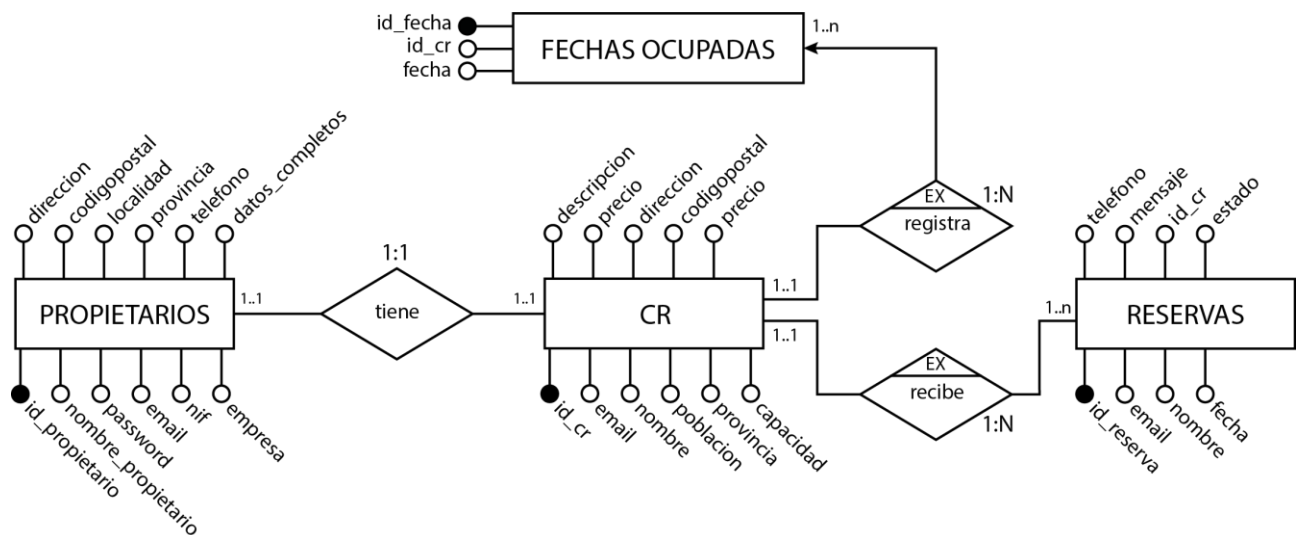 id_fecha
id_cr
fecha
FECHAS OCUPADAS
1..n
direccion
codigopostal
localidad
provincia
telefono
datos_completos
PROPIETARIOS
id_propietario
nombre_propietario
password
email
nif
empresa
1..1
1:1
tiene
1..1
descripcion
precio
direccion
codigopostal
precio
CR
id_cr
email
nombre
poblacion
provincia
capacidad
1..1
1..1
EX
1:N
registra
EX
recibe
1:N
1..n
telefono
mensaje
id_cr
estado
RESERVAS
id_reserva
email
nombre
fecha